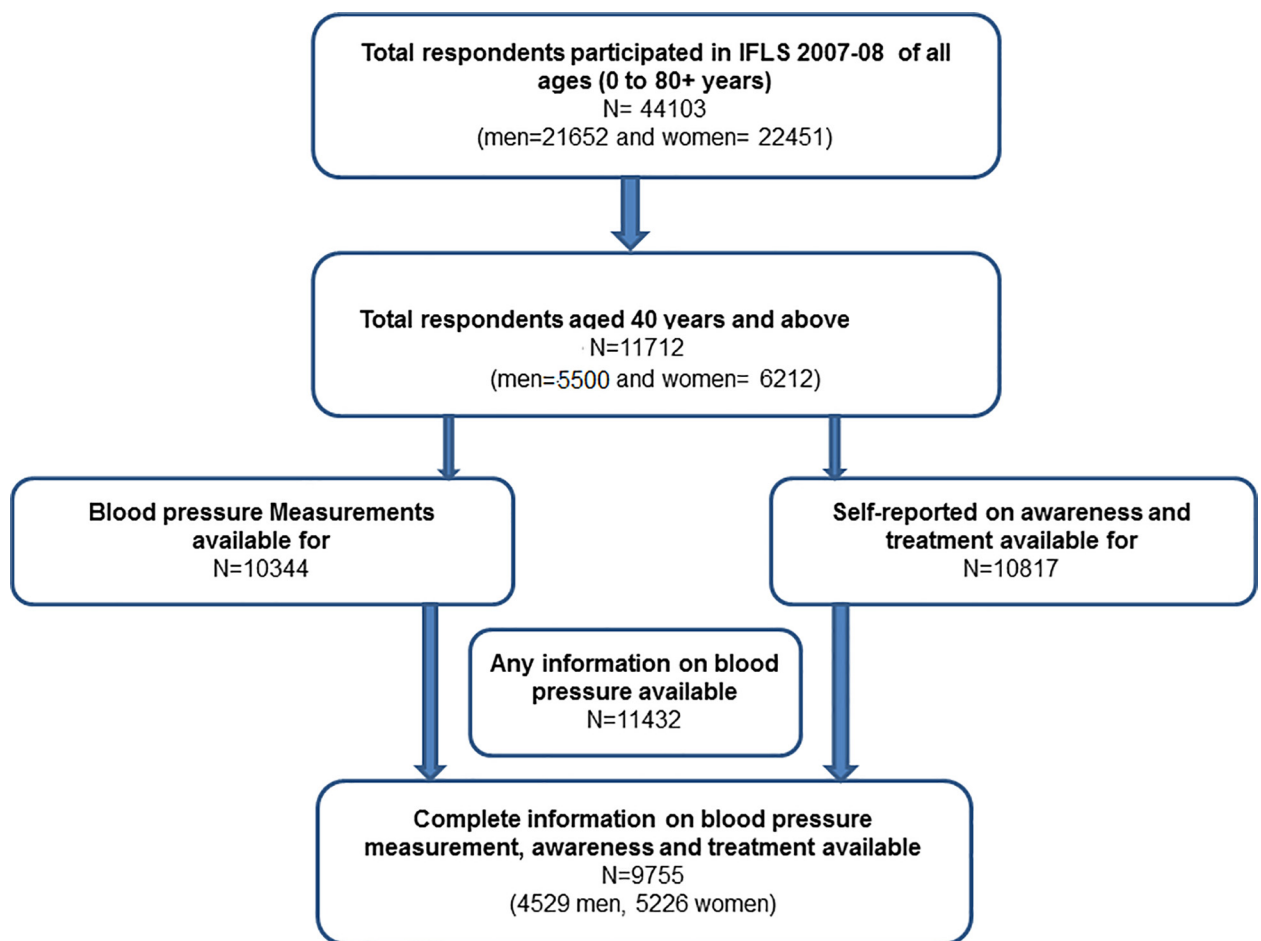 Total respondents participated in IFLS 2007-08 of all
ages (0 to 80+ years)
N= 44103
(men=21652 and women= 22451)
Total respondents aged 40 years and above
N=11712
(men=5500 and women= 6212)
Blood pressure Measurements
available for
N=10344
Self-reported on awareness and
treatment available for
N=10817
Any information on blood
pressure available
N=11432
Complete information on blood pressure
measurement, awareness and treatment available
N=9755
(4529 men, 5226 women)